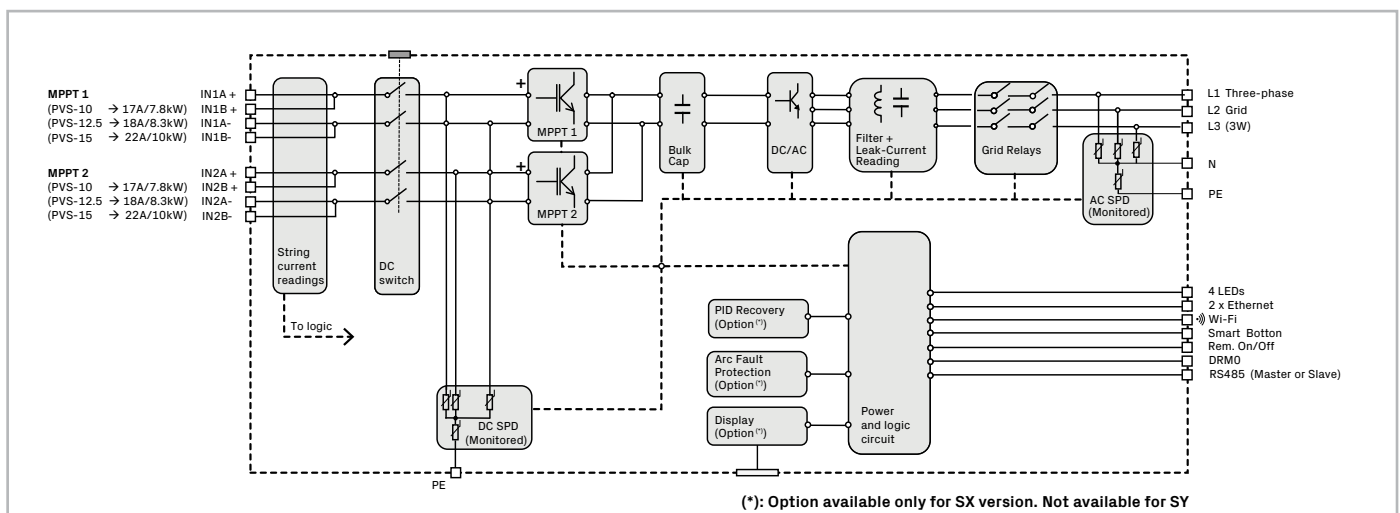 MPPT 1
(PVS-10 → 17A/7.8kW)
(PVS-12.5 → 18A/8.3kW)
(PVS-15 → 22A/10kW)
IN1A +
IN1B +
IN1A-
IN1B-
MPPT 2
(PVS-10 → 17A/7.8kW)
(PVS-12.5 → 18A/8.3kW)
(PVS-15 → 22A/10kW)
IN2A +
IN2B +
IN2A-
IN2B-
String
current
readings
To logic
DC
switch
+
MPPT 1
+
MPPT 2
Bulk
Cap
DC/AC
Filter +
Leak-Current
Reading
Grid Relays
AC SPD
(Monitored)
L1 Three-phase
L2 Grid
L3 (3W)
N
PE
DC SPD
(Monitored)
PE
PID Recovery
(Option (*))
Arc Fault
Protection
(Option (*))
Display
(Option (*))
Power
and logic
circuit
4 LEDs
2 x Ethernet
Wi-Fi
Smart Botton
Rem. On/Off
DRM0
RS485 (Master or Slave)
(*): Option available only for SX version. Not available for SY